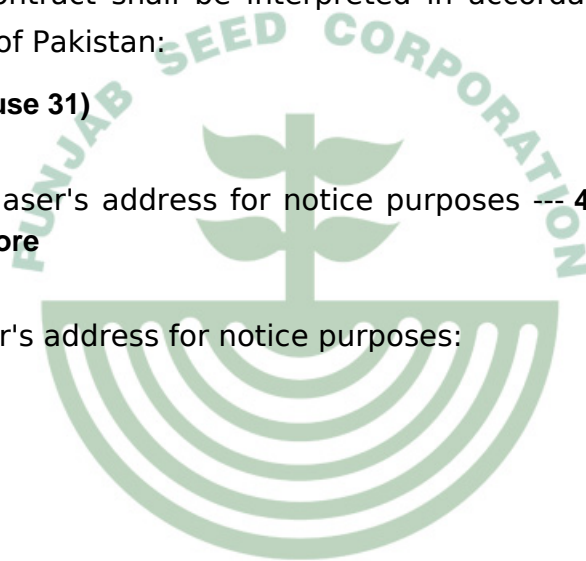 ontract shall be interpreted in accorda
of Pakistan:
PUNJAB SEED CORPORATION
use 31)
aser's address for notice purposes --- 4
ore
r's address for notice purposes: